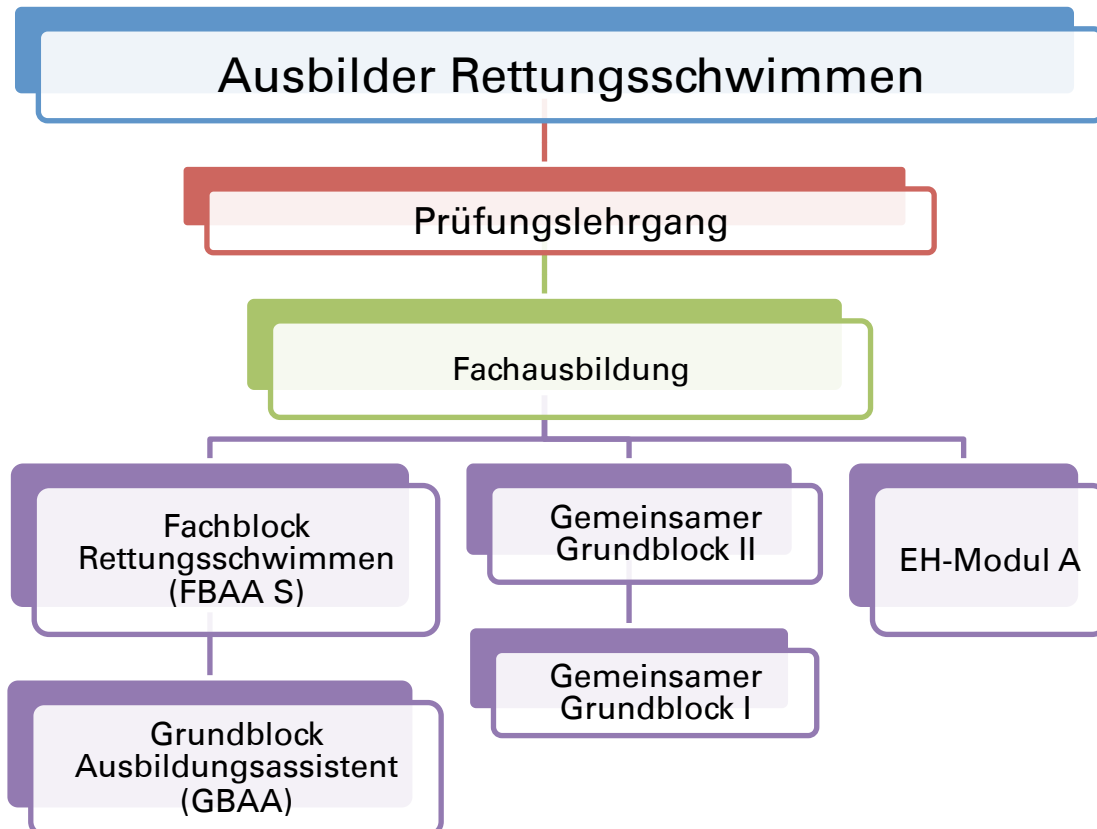 Ausbilder Rettungsschwimmen
Prüfungslehrgang
Fachausbildung
Fachblock
Rettungsschwimmen
(FBAA S)
Gemeinsamer
Grundblock II
EH-Modul A
Grundblock
Ausbildungsassistent
(GBAA)
Gemeinsamer
Grundblock I